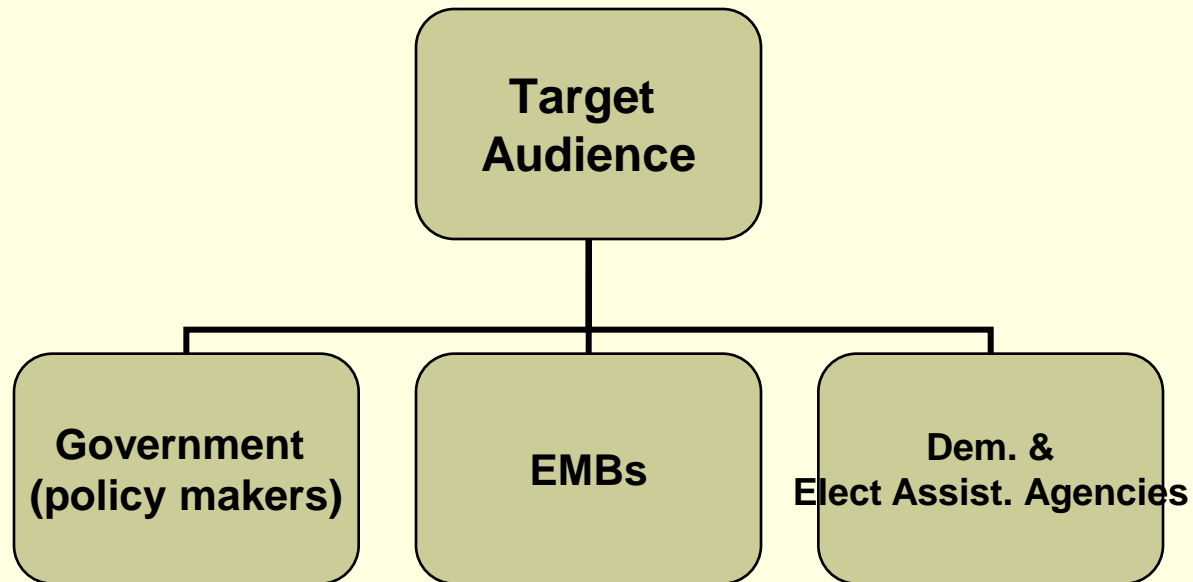 Target
Audience
Government
(policy makers)
EMBs
Dem. &
Elect Assist. Agencies